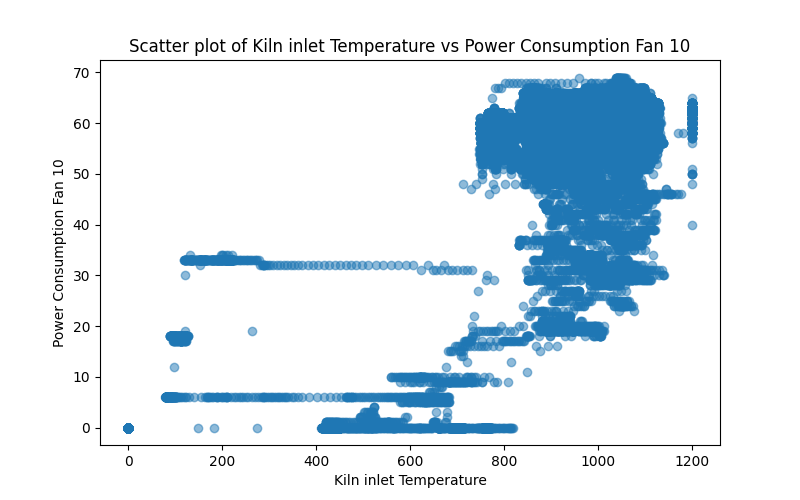 Scatter plot of Kiln inlet Temperature vs Power Consumption Fan 10
70
60
50
40
30
20
10
0
Power Consumption Fan 10
0 200 400 600 800 1000 1200
Kiln inlet Temperature